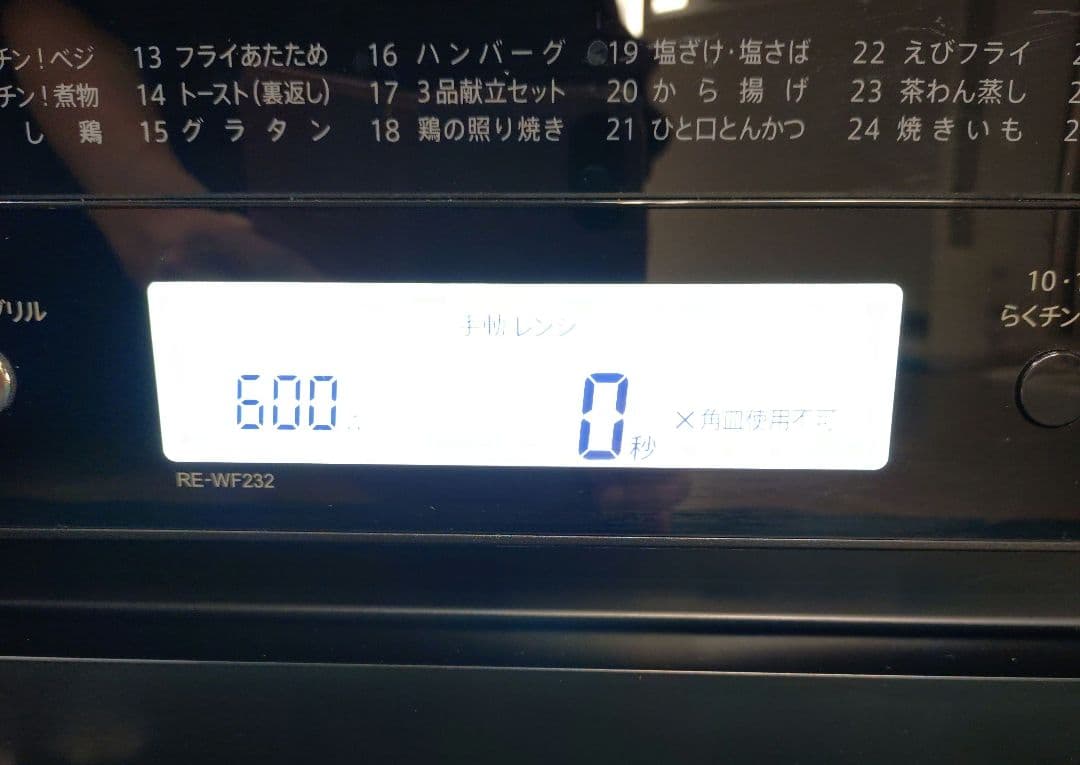 チン!ベジ 13 フライあたため 16 ハンバーグ 19 塩ざけ・塩さば 22 えびフライ
チン!煮物 14 トースト(裏返し) 17 3品献立セット 20 から揚げ 23 茶わん蒸し
し鶏 15 グラタン 18 鶏の照り焼き 21 ひと口とんかつ 24 焼きいも
グリル
10・
らくチン
手動 レンジ
600
0秒
×角皿使用不可
RE-WF232